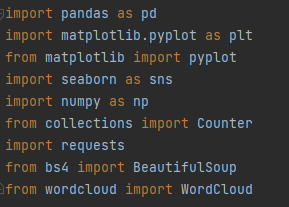 import pandas as pd
import matplotlib.pyplot as plt
from matplotlib import pyplot
import seaborn as sns
import numpy as np
from collections import Counter
import requests
from bs4 import BeautifulSoup
from wordcloud import WordCloud